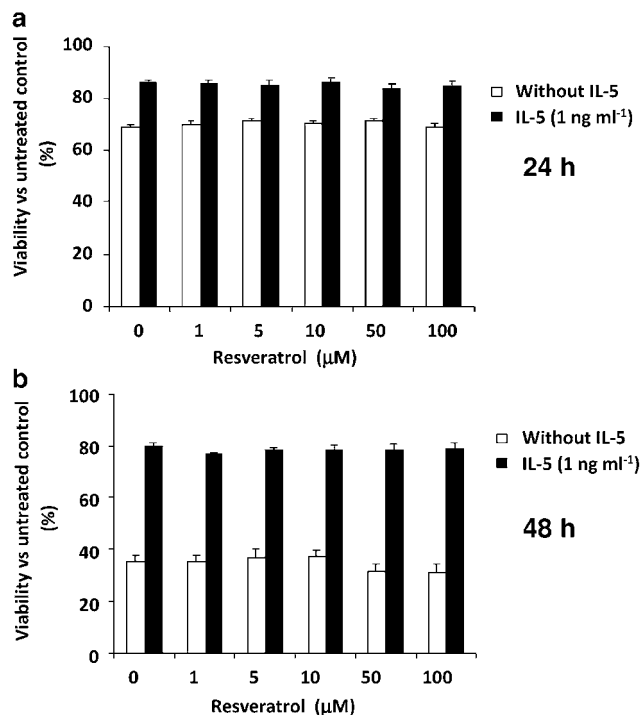 a
Viability vs untreated control
(%)
100
80
60
40
20
0
0 1 5 10 50 100
Resveratrol (µM)
Without IL-5
IL-5 (1 ng ml⁻¹)
24 h
b
Viability vs untreated control
(%)
100
80
60
40
20
0
0 1 5 10 50 100
Resveratrol (µM)
Without IL-5
IL-5 (1 ng ml⁻¹)
48 h